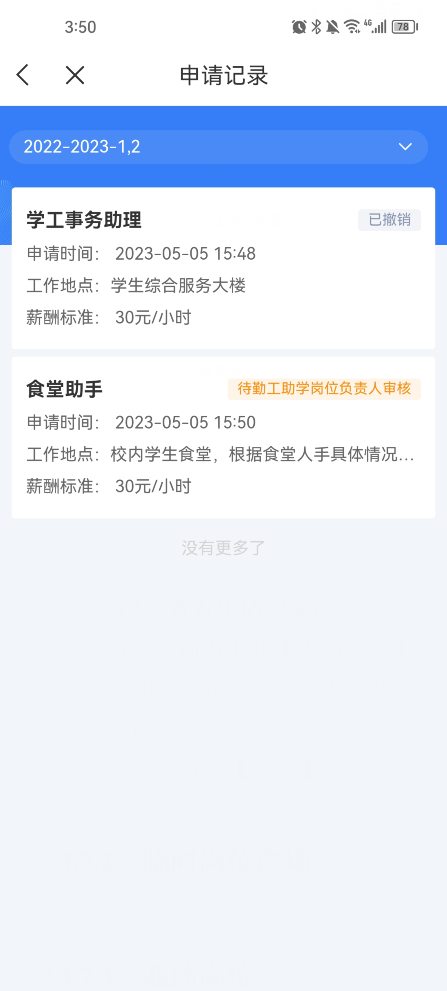 3:50
4G
78
申请记录
2022-2023-1,2
学工事务助理
已撤销
申请时间： 2023-05-05 15:48
工作地点：学生综合服务大楼
薪酬标准： 30元/小时
食堂助手
待勤工助学岗位负责人审核
申请时间： 2023-05-05 15:50
工作地点：校内学生食堂，根据食堂人手具体情况...
薪酬标准： 30元/小时
没有更多了